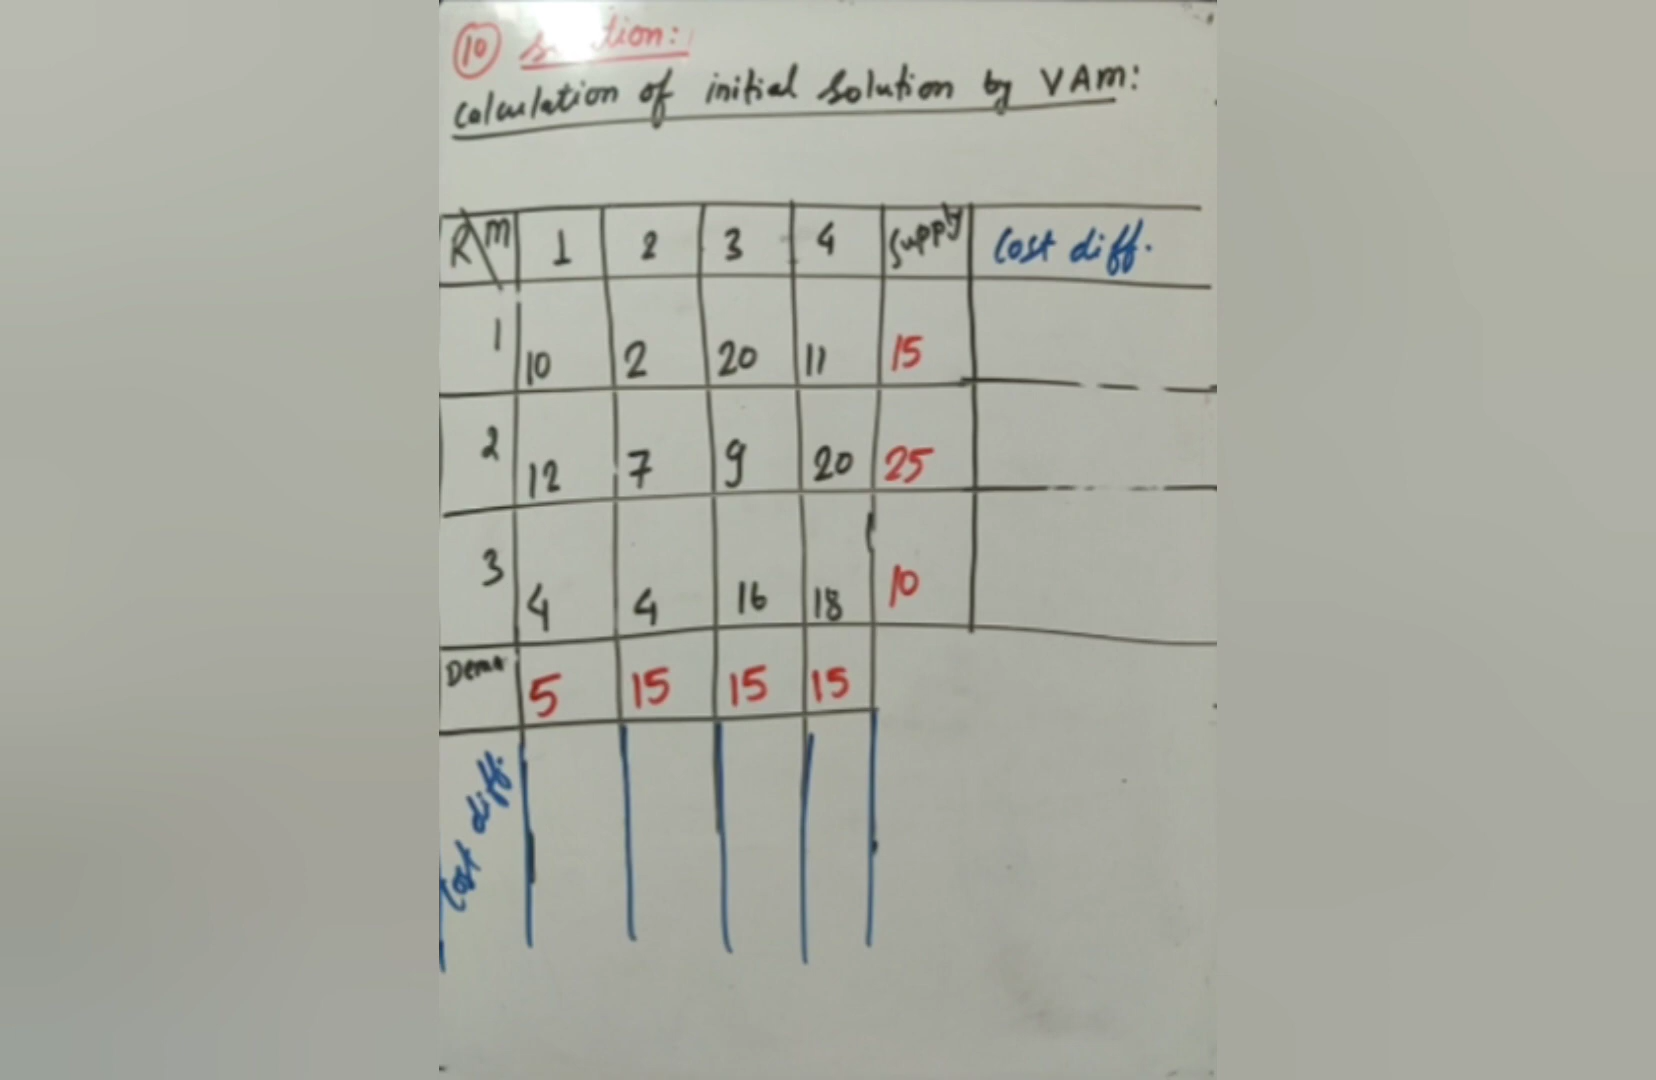 10
calculation of initial solution by VAM:
R m 1 2 3 4 Supply Cost diff.
1 10 2 20 11 15
2 12 7 9 20 25
3 4 4 16 18 10
Dem 5 15 15 15
Cost diff.